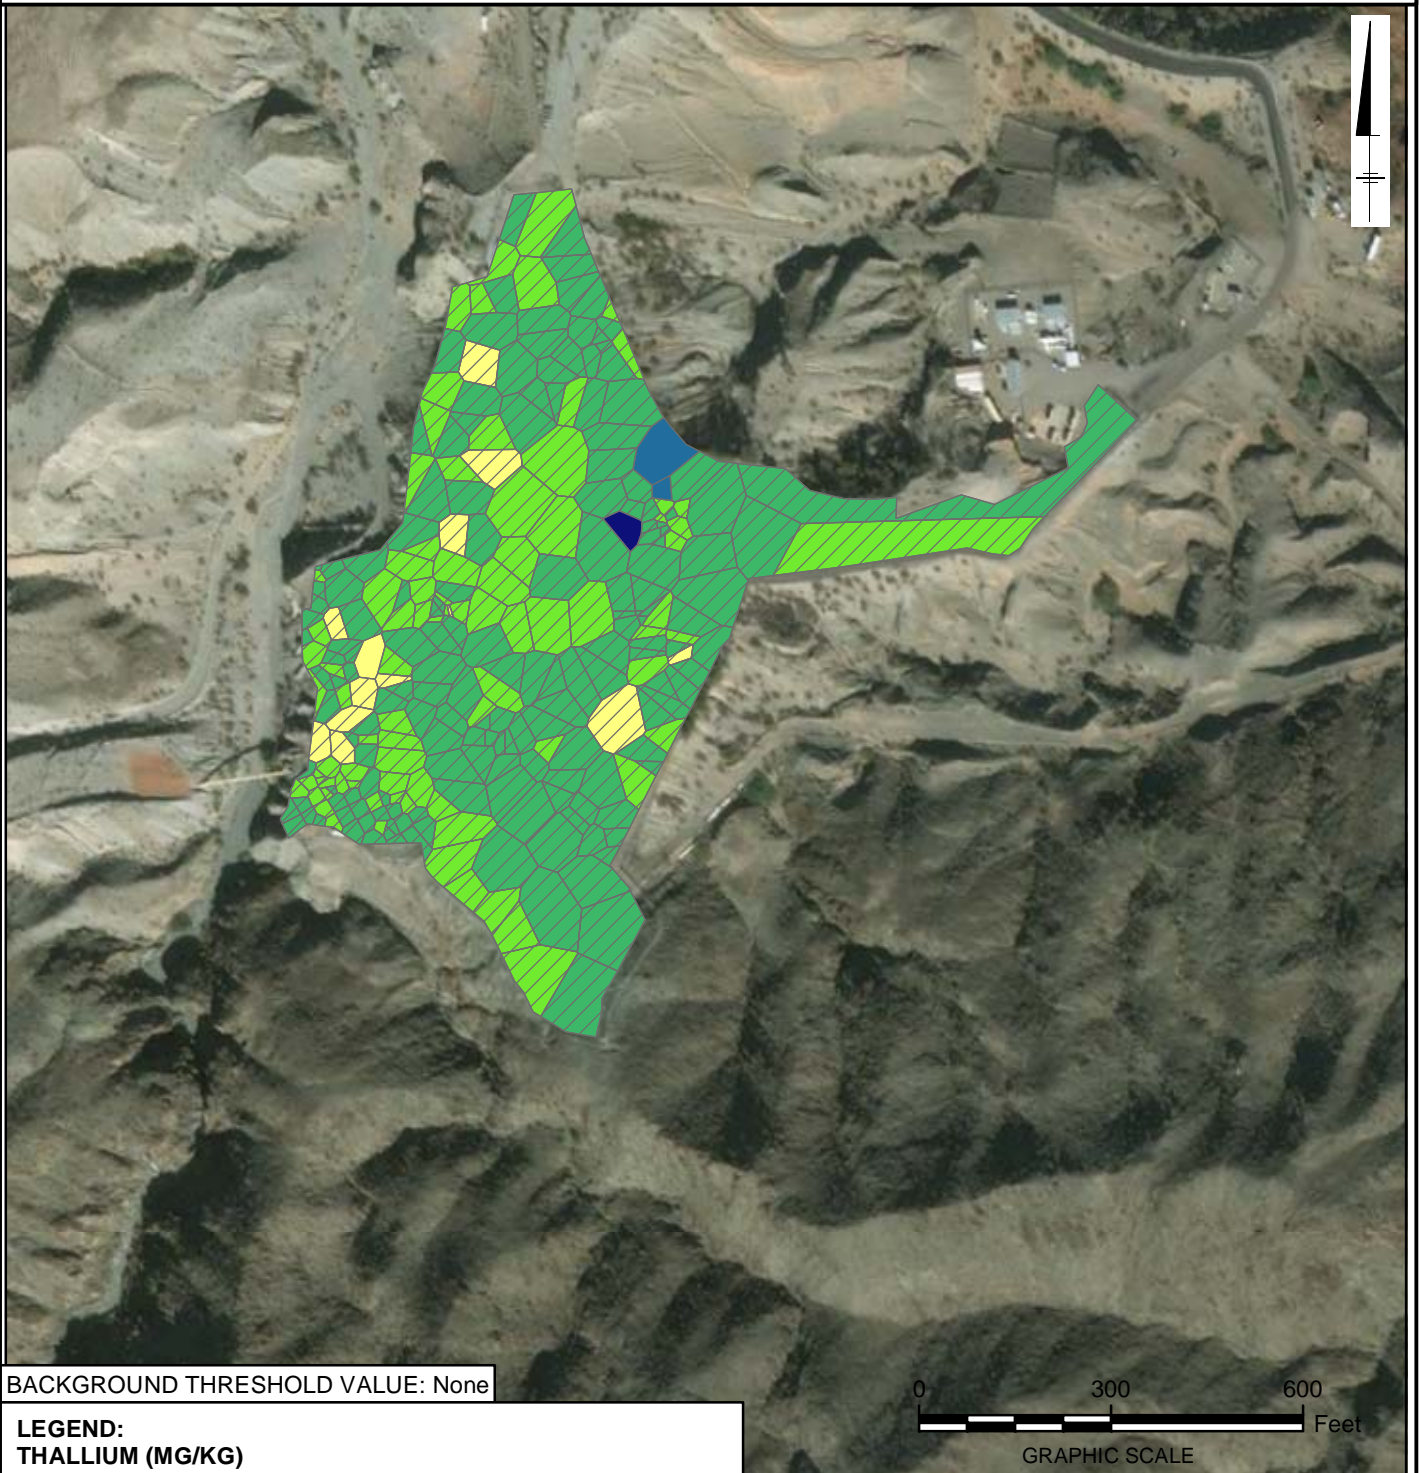 BACKGROUND THRESHOLD VALUE: None
LEGEND:
THALLIUM (MG/KG)
0 300 600
Feet
GRAPHIC SCALE